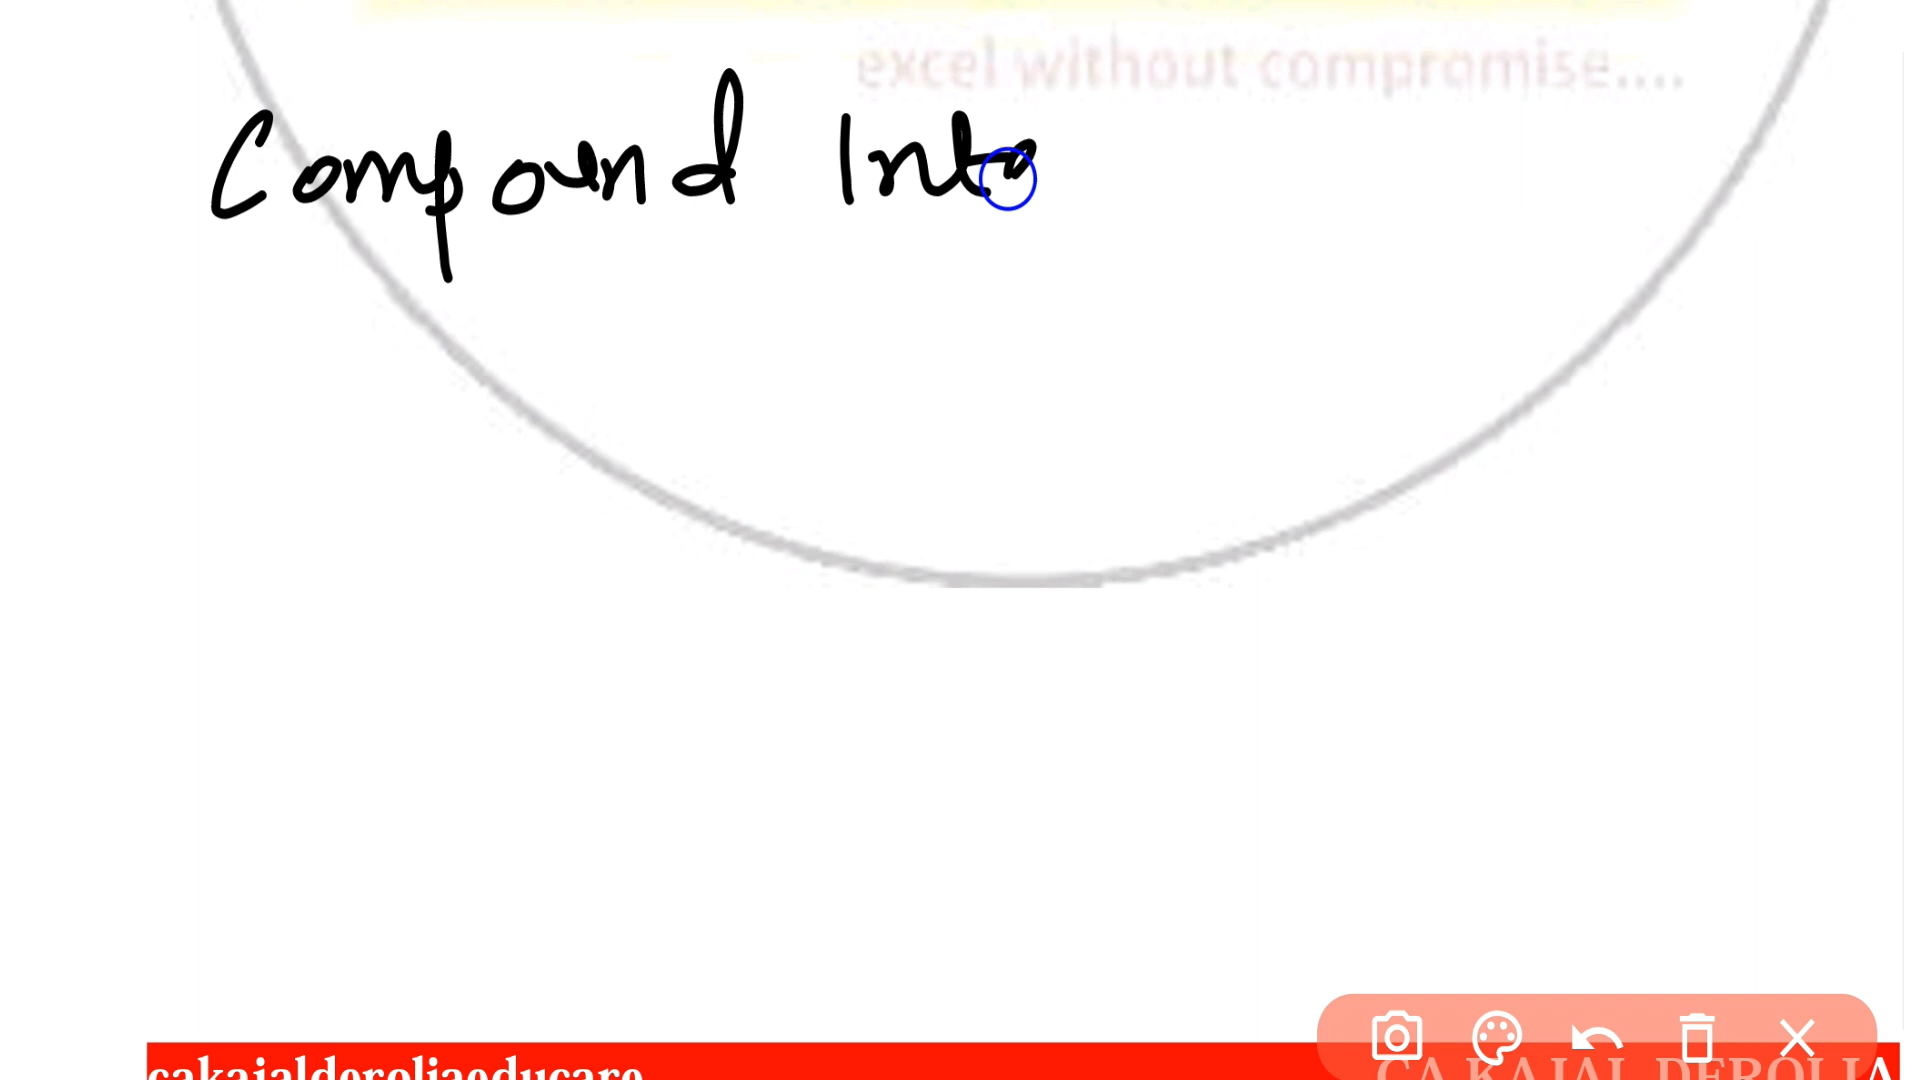 excel without compromise....
Compound Inte
cakajalderoliaeducare
CA KAJAL DEROLIA